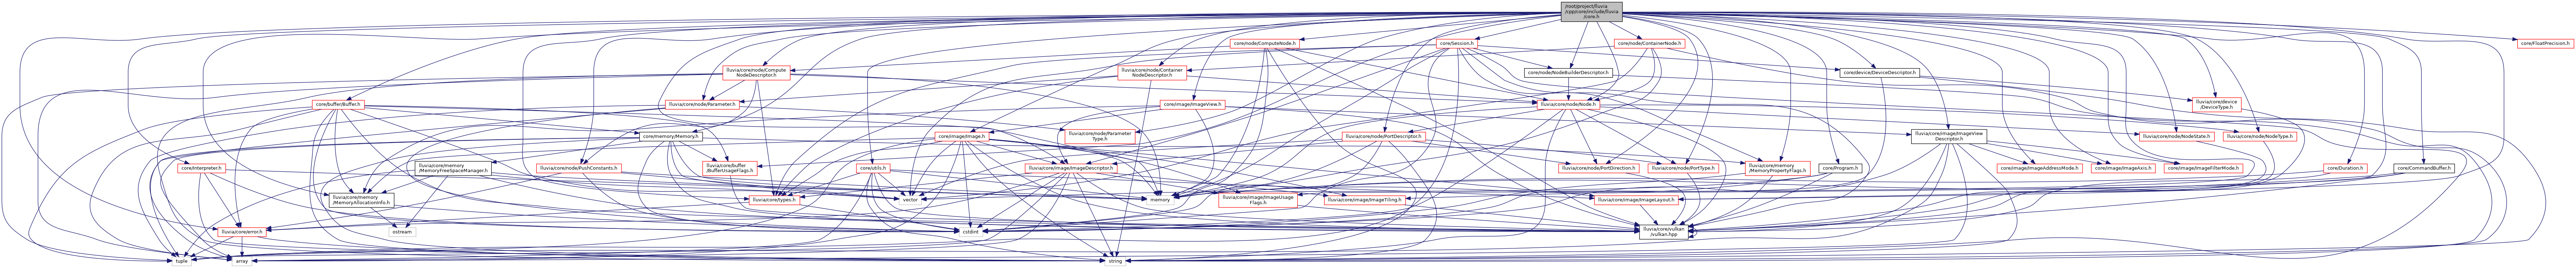 /root/project/lluvia
/cpp/core/include/lluvia
/core.h
core/node/ComputeNode.h
core/Session.h
core/node/ContainerNode.h
core/FloatPrecision.h
lluvia/core/node/Compute
NodeDescriptor.h
lluvia/core/node/Container
NodeDescriptor.h
core/node/NodeBuilderDescriptor.h
core/device/DeviceDescriptor.h
core/buffer/Buffer.h
lluvia/core/node/Parameter.h
core/image/ImageView.h
lluvia/core/node/Node.h
lluvia/core/device
/DeviceType.h
core/memory/Memory.h
core/image/Image.h
lluvia/core/node/Parameter
Type.h
lluvia/core/node/PortDescriptor.h
lluvia/core/image/ImageView
Descriptor.h
lluvia/core/node/NodeState.h
lluvia/core/node/NodeType.h
core/Interpreter.h
lluvia/core/memory
/MemoryFreeSpaceManager.h
lluvia/core/node/PushConstants.h
lluvia/core/buffer
/BufferUsageFlags.h
core/utils.h
lluvia/core/image/ImageDescriptor.h
lluvia/core/node/PortDirection.h
lluvia/core/node/PortType.h
lluvia/core/memory
/MemoryPropertyFlags.h
core/Program.h
core/image/ImageAddressMode.h
core/image/ImageAxis.h
core/image/ImageFilterMode.h
core/Duration.h
core/CommandBuffer.h
lluvia/core/memory
/MemoryAllocationInfo.h
lluvia/core/types.h
vector
memory
lluvia/core/image/ImageUsage
Flags.h
lluvia/core/image/ImageTiling.h
lluvia/core/image/ImageLayout.h
lluvia/core/error.h
ostream
cstdint
lluvia/core/vulkan
/vulkan.hpp
tuple
array
string